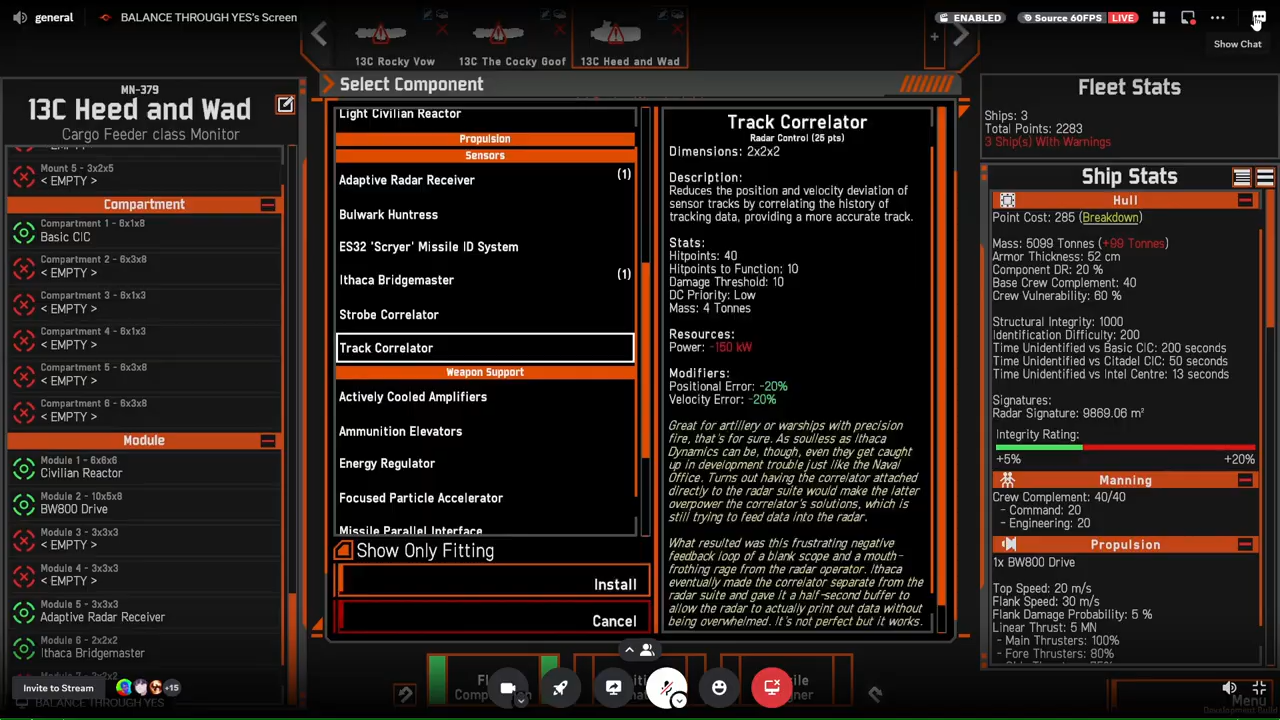 general
BALANCE THROUGH YES's Screen
ENABLED
Source 60FPS
LIVE
Show Chat
13C Rocky Vow
13C The Cocky Goof
13C Heed and Wad
+
MN-379
13C Heed and Wad
Cargo Feeder class Monitor
Mount 5 - 3x2x5
< EMPTY >
Compartment
Compartment 1 - 6x1x8
Basic CIC
Compartment 2 - 6x3x8
< EMPTY >
Compartment 3 - 6x1x3
< EMPTY >
Compartment 4 - 6x1x3
< EMPTY >
Compartment 5 - 6x3x8
< EMPTY >
Compartment 6 - 6x3x8
< EMPTY >
Module
Module 1 - 6x6x6
Civilian Reactor
Module 2 - 10x5x8
BW800 Drive
Module 3 - 3x3x3
< EMPTY >
Module 4 - 3x3x3
< EMPTY >
Module 5 - 3x3x3
Adaptive Radar Receiver
Module 6 - 2x2x2
Ithaca Bridgemaster
Invite to Stream
+15
BALANCE THROUGH YES
Select Component
Light Civilian Reactor
Propulsion
Sensors
Adaptive Radar Receiver (1)
Bulwark Huntress
ES32 'Scryer' Missile ID System
Ithaca Bridgemaster (1)
Strobe Correlator
Track Correlator
Weapon Support
Actively Cooled Amplifiers
Ammunition Elevators
Energy Regulator
Focused Particle Accelerator
Missile Parallel Interface
Show Only Fitting
Install
Cancel
Track Correlator
Radar Control (25 pts)
Dimensions: 2x2x2
Description:
Reduces the position and velocity deviation of
sensor tracks by correlating the history of
tracking data, providing a more accurate track.
Stats:
Hitpoints: 40
Hitpoints to Function: 10
Damage Threshold: 10
DC Priority: Low
Mass: 4 Tonnes
Resources:
Power: -150 kW
Modifiers:
Positional Error: -20%
Velocity Error: -20%
Great for artillery or warships with precision
fire, that's for sure. As soulless as Ithaca
Dynamics can be, though, even they get caught
up in development trouble just like the Naval
Office. Turns out having the correlator attached
directly to the radar suite would make the latter
overpower the correlator's solutions, which is
still trying to feed data into the radar.
What resulted was this frustrating negative
feedback loop of a blank scope and a mouth-
frothing rage from the radar operator. Ithaca
eventually made the correlator separate from the
radar suite and gave it a half-second buffer to
allow the radar to actually print out data without
being overwhelmed. It's not perfect but it works.
Fleet Stats
Ships: 3
Total Points: 2283
3 Ship(s) With Warnings
Ship Stats
Hull
Point Cost: 285 (Breakdown)
Mass: 5099 Tonnes (+99 Tonnes)
Armor Thickness: 52 cm
Component DR: 20 %
Base Crew Complement: 40
Crew Vulnerability: 60 %
Structural Integrity: 1000
Identification Difficulty: 200
Time Unidentified vs Basic CIC: 200 seconds
Time Unidentified vs Citadel CIC: 50 seconds
Time Unidentified vs Intel Centre: 13 seconds
Signatures:
Radar Signature: 9869.06 m²
Integrity Rating:
+5% +20%
Manning
Crew Complement: 40/40
- Command: 20
- Engineering: 20
Propulsion
1x BW800 Drive
Top Speed: 20 m/s
Flank Speed: 30 m/s
Flank Damage Probability: 5 %
Linear Thrust: 5 MN
- Main Thrusters: 100%
- Fore Thrusters: 80%
Menu
Development Build